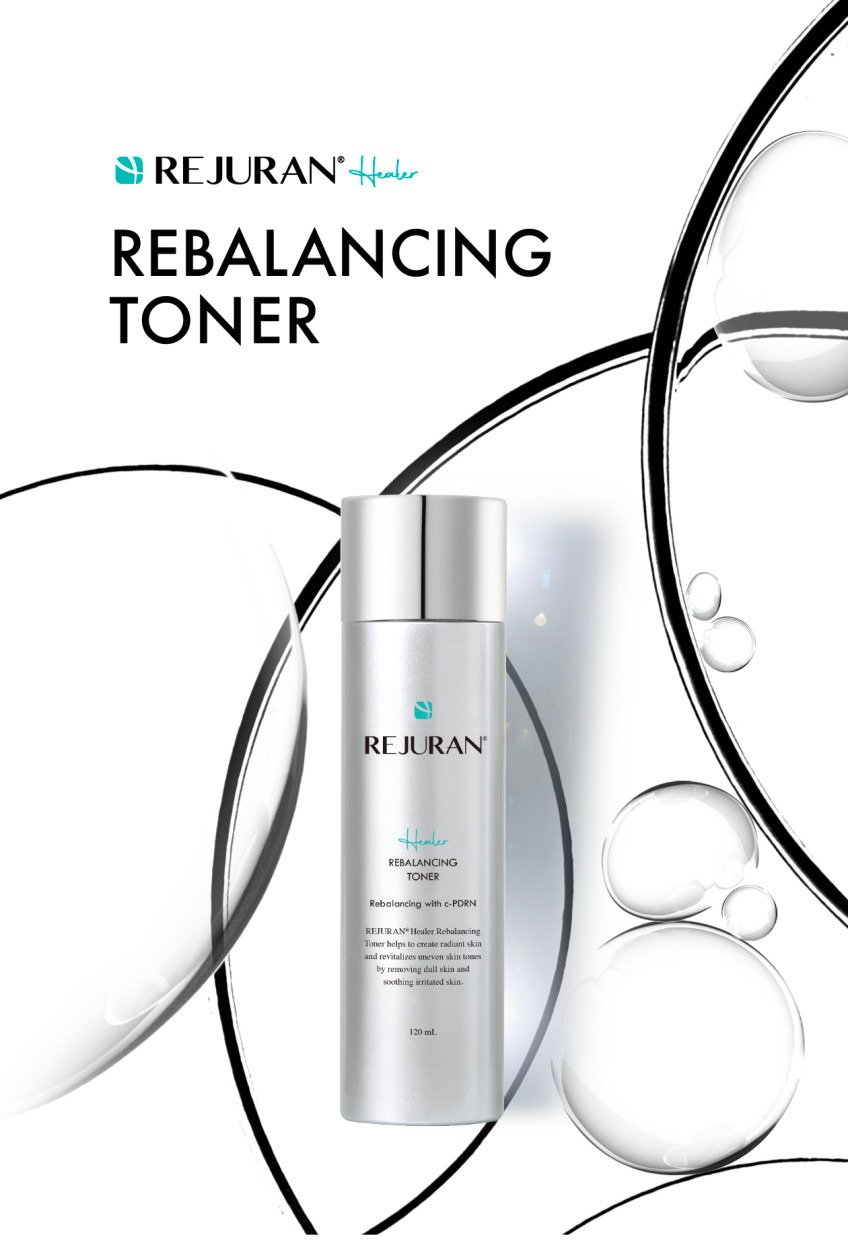 REJURAN® Healer
REBALANCING
TONER
REJURAN®
Healer
REBALANCING
TONER
Rebalancing with c-PDRN
REJURAN® Healer Rebalancing
Toner helps to create radiant skin
and revitalizes uneven skin tones
by removing dull skin and
soothing irritated skin.
120 mL